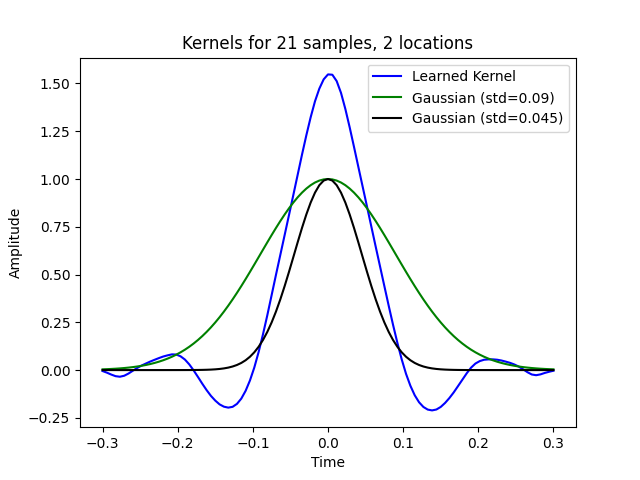 Kernels for 21 samples, 2 locations
Learned Kernel
Gaussian (std=0.09)
Gaussian (std=0.045)
Amplitude
1.50
1.25
1.00
0.75
0.50
0.25
0.00
−0.25
−0.3 −0.2 −0.1 0.0 0.1 0.2 0.3
Time